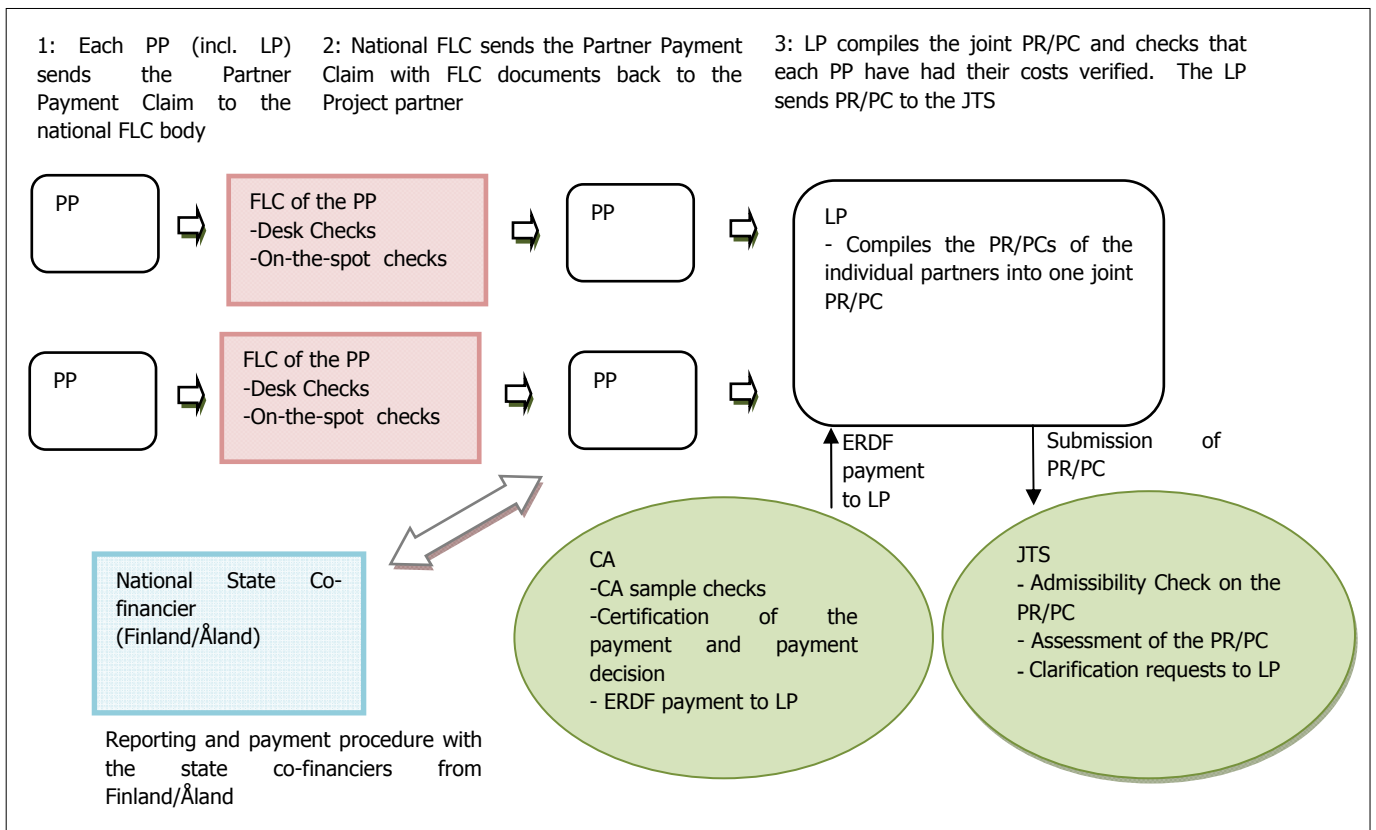 1: Each PP (incl. LP)
sends the Partner
Payment Claim to the
national FLC body
2: National FLC sends the Partner Payment
Claim with FLC documents back to the
Project partner
3: LP compiles the joint PR/PC and checks that
each PP have had their costs verified. The LP
sends PR/PC to the JTS
PP
FLC of the PP
-Desk Checks
-On-the-spot checks
PP
LP
- Compiles the PR/PCs of the
individual partners into one joint
PR/PC
PP
FLC of the PP
-Desk Checks
-On-the-spot checks
PP
ERDF
payment
to LP
Submission of
PR/PC
National State Co-
financier
(Finland/Åland)
CA
-CA sample checks
-Certification of the
payment and payment
decision
- ERDF payment to LP
JTS
- Admissibility Check on the
PR/PC
- Assessment of the PR/PC
- Clarification requests to LP
Reporting and payment procedure with
the state co-financiers from
Finland/Åland